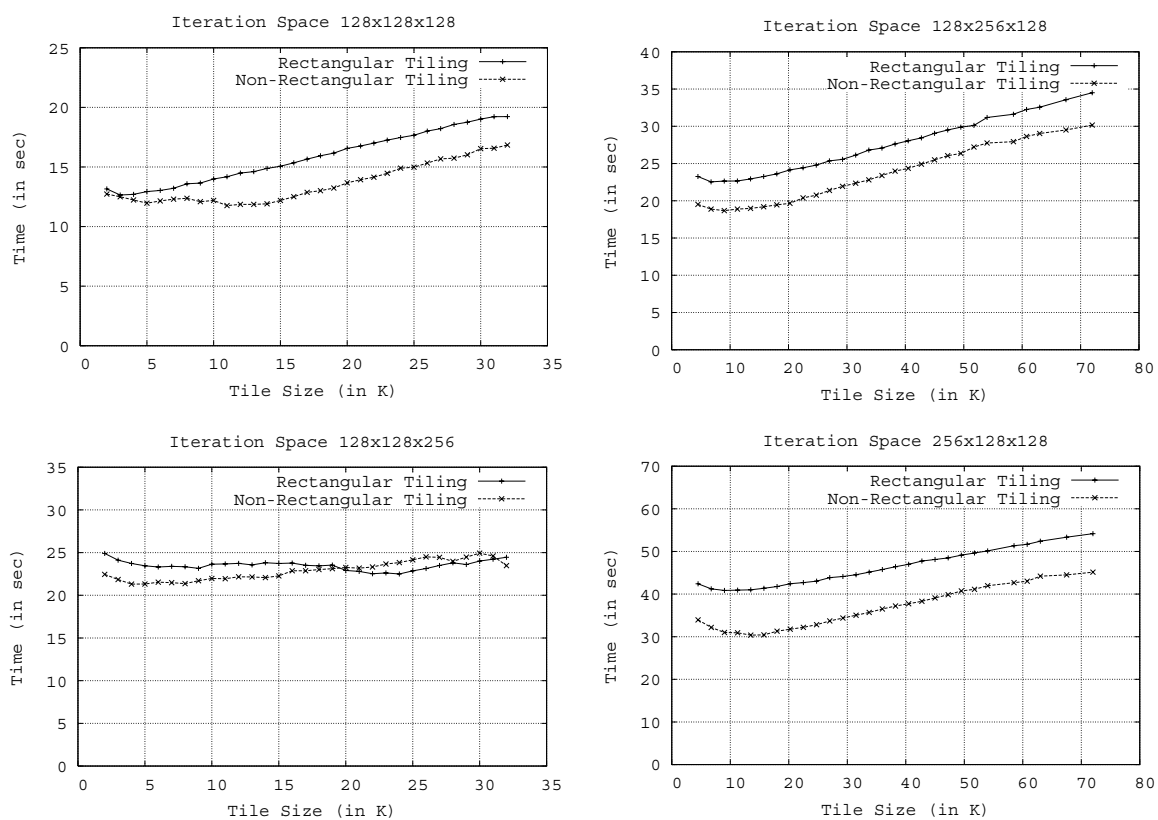 Iteration Space 128x128x128
25
20
15
10
5
0
Time (in sec)
Rectangular Tiling
Non-Rectangular Tiling
0 5 10 15 20 25 30 35
Tile Size (in K)
Iteration Space 128x256x128
40
35
30
25
20
15
10
5
0
Time (in sec)
Rectangular Tiling
Non-Rectangular Tiling
0 10 20 30 40 50 60 70 80
Tile Size (in K)
Iteration Space 128x128x256
35
30
25
20
15
10
5
0
Time (in sec)
Rectangular Tiling
Non-Rectangular Tiling
0 5 10 15 20 25 30 35
Tile Size (in K)
Iteration Space 256x128x128
70
60
50
40
30
20
10
0
Time (in sec)
Rectangular Tiling
Non-Rectangular Tiling
0 10 20 30 40 50 60 70 80
Tile Size (in K)